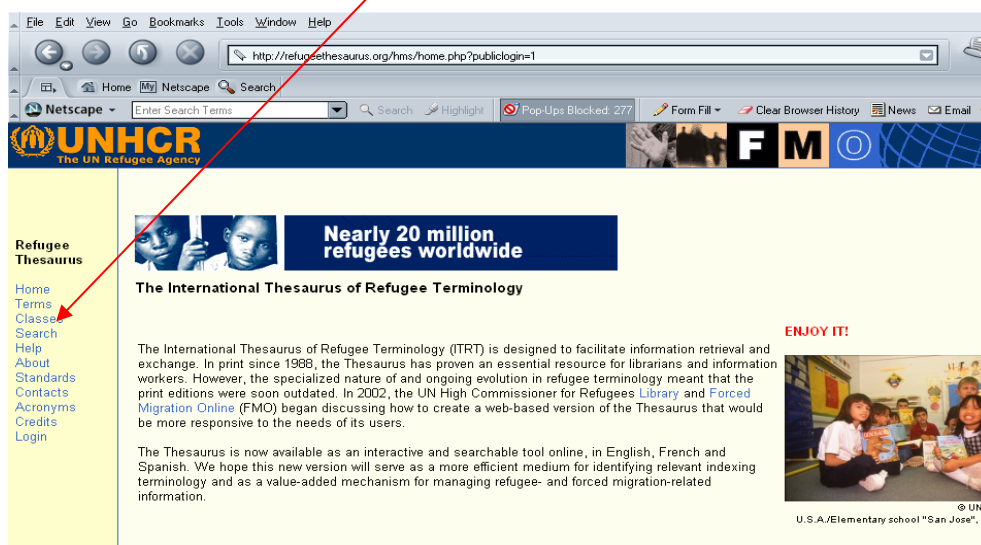 File Edit View Go Bookmarks Tools Window Help
http://refugeethesaurus.org/hms/home.php?publiclogin=1
Home My Netscape Search
Netscape Enter Search Terms Search Highlight Pop-Ups Blocked: 277 Form Fill Clear Browser History News Email
UNHCR
The UN Refugee Agency
F M O
Nearly 20 million
refugees worldwide
Refugee
Thesaurus
Home
Terms
Classes
Search
Help
About
Standards
Contacts
Acronyms
Credits
Login
The International Thesaurus of Refugee Terminology
The International Thesaurus of Refugee Terminology (ITRT) is designed to facilitate information retrieval and
exchange. In print since 1988, the Thesaurus has proven an essential resource for librarians and information
workers. However, the specialized nature of and ongoing evolution in refugee terminology meant that the
print editions were soon outdated. In 2002, the UN High Commissioner for Refugees Library and Forced
Migration Online (FMO) began discussing how to create a web-based version of the Thesaurus that would
be more responsive to the needs of its users.
The Thesaurus is now available as an interactive and searchable tool online, in English, French and
Spanish. We hope this new version will serve as a more efficient medium for identifying relevant indexing
terminology and as a value-added mechanism for managing refugee- and forced migration-related
information.
ENJOY IT!
© UN
U.S.A./Elementary school "San Jose",